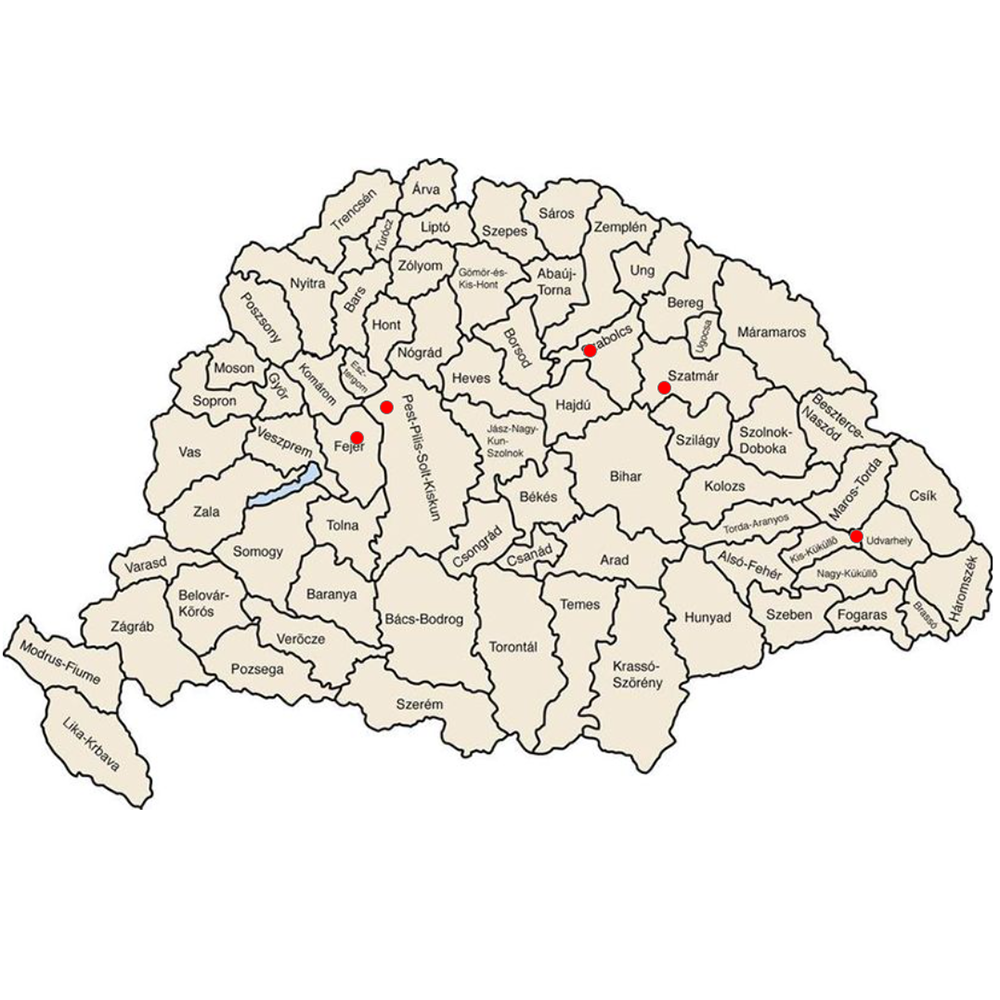 Árva
Trencsén
Turócz
Liptó
Szepes
Sáros
Zemplén
Zólyom
Gömör-és-
Kis-Hont
Abaúj-
Torna
Ung
Nyitra
Bars
Bereg
Poszsony
Hont
Nógrád
Borsod
Ugocsa
Máramaros
Moson
Győr
Komárom
Esz-
tergom
Heves
Szatmár
Sopron
Hajdú
Beszterce-
Naszód
Vas
Veszprém
Fejér
Pest-Pilis-Solt-Kiskun
Jász-Nagy-
Kun-
Szolnok
Szilágy
Szolnok-
Doboka
Bihar
Kolozs
Maros-Torda
Csík
Zala
Tolna
Békés
Torda-Aranyos
Somogy
Csongrád
Csanád
Arad
Kis-Küküllő
Udvarhely
Varasd
Alsó-Fehér
Nagy-Küküllő
Háromszék
Belovár-
Körös
Baranya
Bács-Bodrog
Temes
Hunyad
Szeben
Fogaras
Brassó
Zágráb
Verőcze
Torontál
Modrus-Fiume
Pozsega
Krassó-
Szörény
Szerém
Lika-Krbava